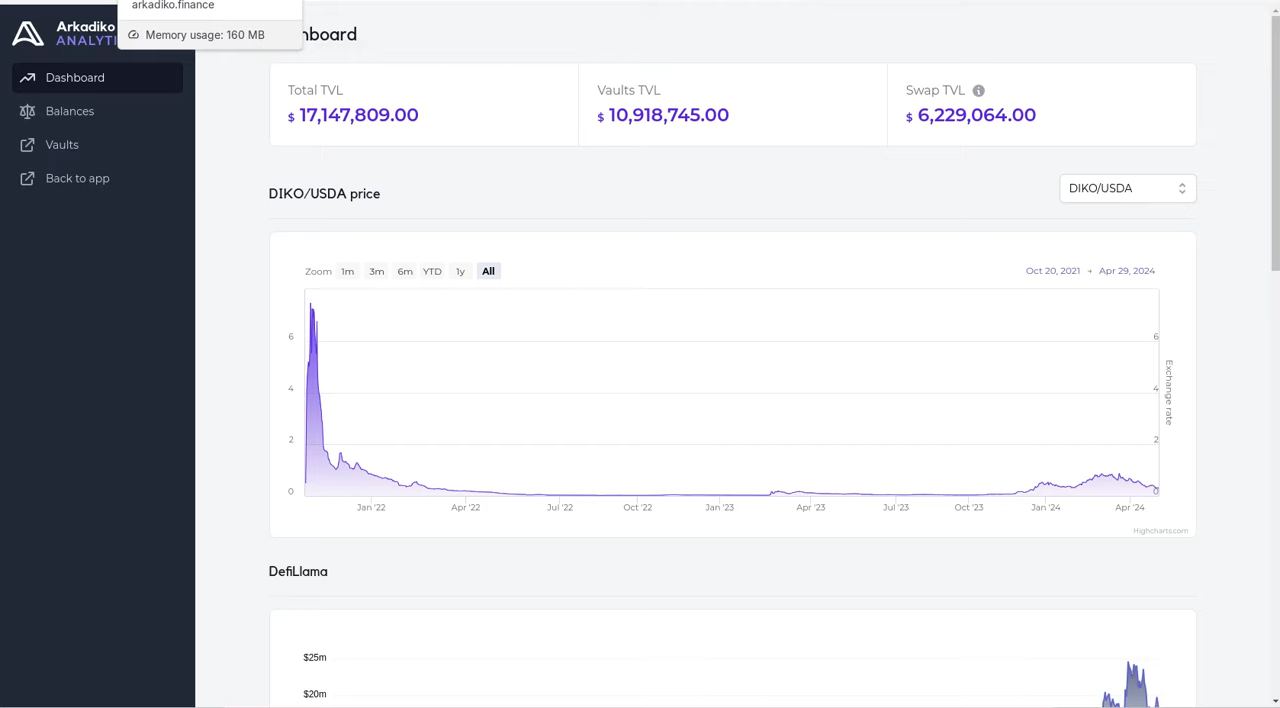 arkadiko.finance
Memory usage: 160 MB
Arkadiko
ANALYTI
Dashboard
Balances
Vaults
Back to app
hboard
Total TVL
$ 17,147,809.00
Vaults TVL
$ 10,918,745.00
Swap TVL
$ 6,229,064.00
DIKO/USDA price
DIKO/USDA
Zoom 1m 3m 6m YTD 1y All
Oct 20, 2021 → Apr 29, 2024
6 6
4 4
2 2
0 0
Exchange rate
Jan '22 Apr '22 Jul '22 Oct '22 Jan '23 Apr '23 Jul '23 Oct '23 Jan '24 Apr '24
Highcharts.com
DefiLlama
$25m
$20m